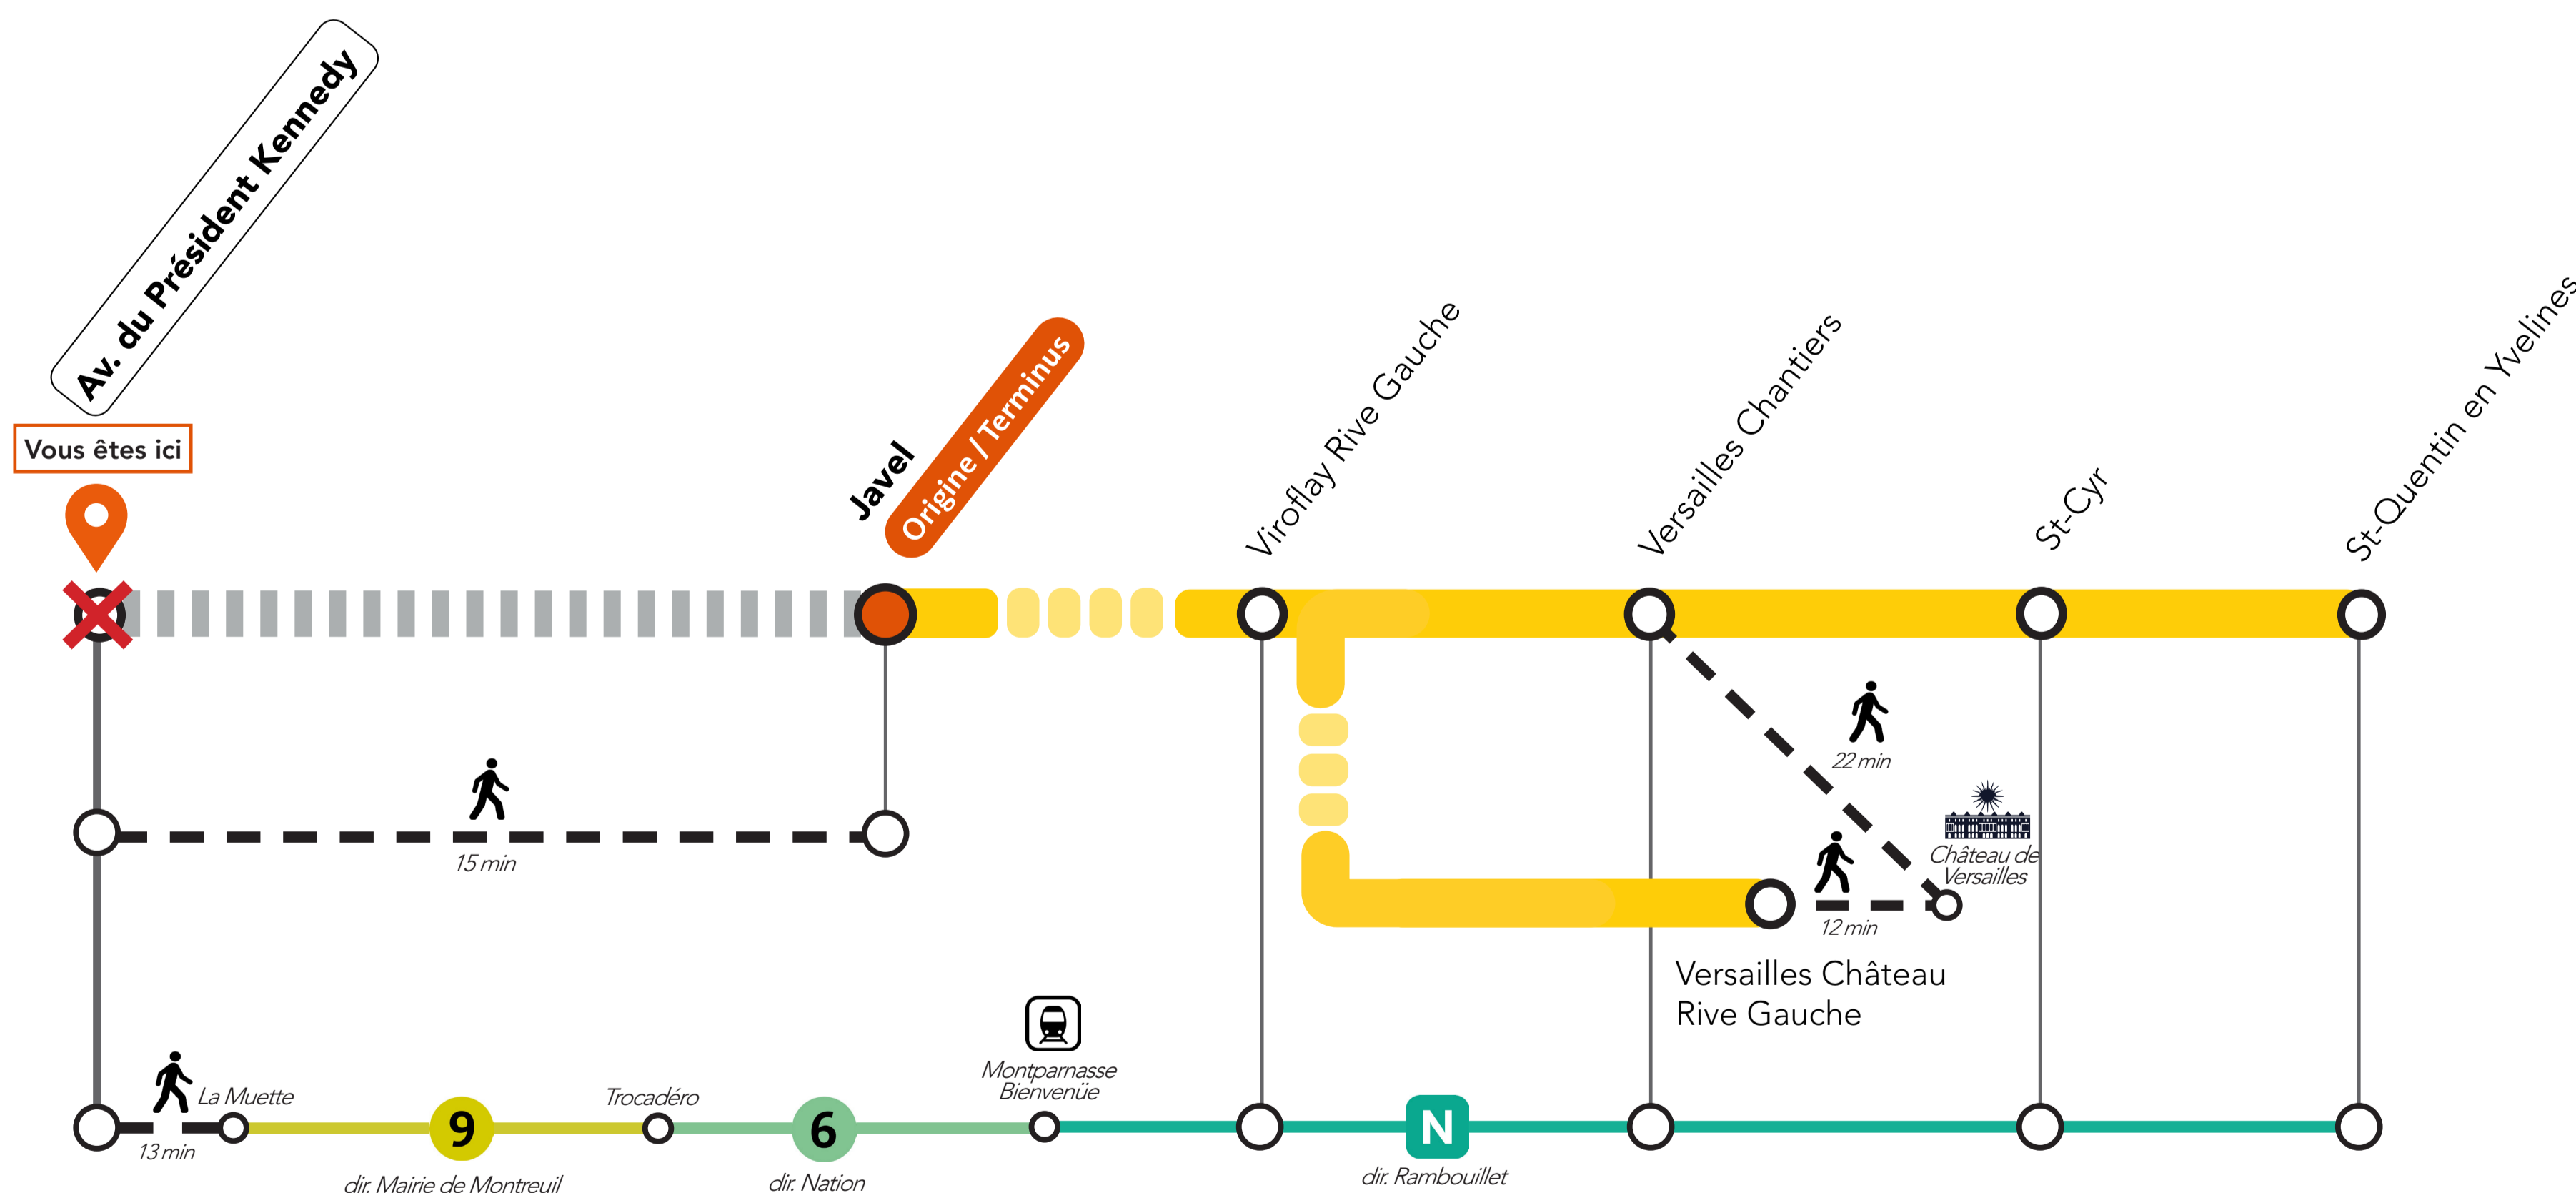 Av. du Président Kennedy
Vous êtes ici
Javel
Origine / Terminus
Viroflay Rive Gauche
Versailles Chantiers
St-Cyr
St-Quentin en Yvelines
22 min
15 min
Château de
Versailles
12 min
Versailles Château
Rive Gauche
La Muette
13 min
9
dir. Mairie de Montreuil
Trocadéro
6
dir. Nation
Montparnasse
Bienvenüe
N
dir. Rambouillet